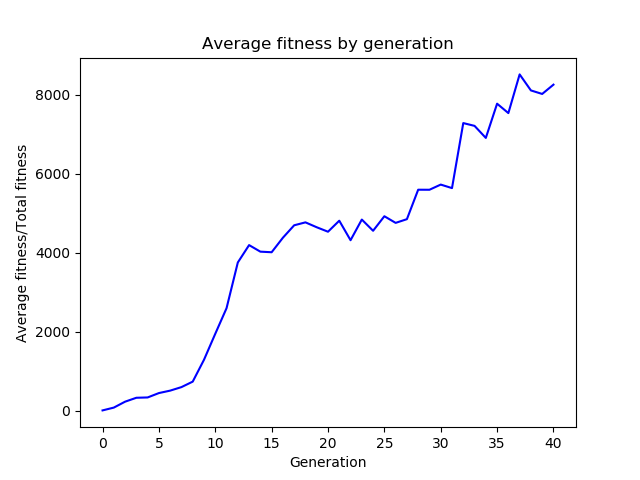 Average fitness by generation
Average fitness/Total fitness
8000
6000
4000
2000
0
0 5 10 15 20 25 30 35 40
Generation